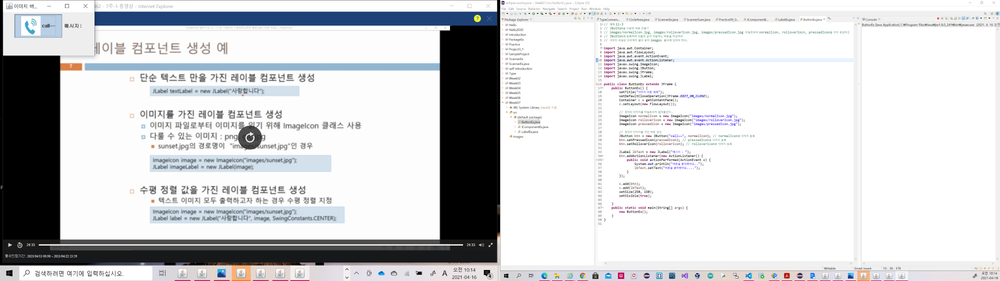 이미지 버...
462 - 7주-3 동영상 - Internet Explorer
call~~
메시지 :
레이블 컴포넌트 생성 예
7
단순 텍스트 만을 가진 레이블 컴포넌트 생성
JLabel textLabel = new JLabel("사랑합니다");
이미지를 가진 레이블 컴포넌트 생성
이미지 파일로부터 이미지를 읽기 위해 ImageIcon 클래스 사용
다룰 수 있는 이미지 : png, gif, jpg
sunset.jpg의 경로명이 "images/sunset.jpg"인 경우
ImageIcon image = new ImageIcon("images/sunset.jpg");
JLabel imageLabel = new JLabel(image);
수평 정렬 값을 가진 레이블 컴포넌트 생성
텍스트 이미지 모두 출력하고자 하는 경우 수평 정렬 지정
ImageIcon image = new ImageIcon("images/sunset.jpg");
JLabel label = new JLabel("사랑합니다", image, SwingConstants.CENTER);
10
24:33
24:33
출석인정기간 : 2021/04/13 00:00 ~ 2021/04/22 23:59
검색하려면 여기에 입력하십시오.
A
오전 10:14
2021-04-16
4
eclipse-workspace - Week07/src/ButtonEx.java - Eclipse IDE
File Edit Source Refactor Navigate Search Project Run Window Help
Package Explorer
Hello
Hello2030
introduction
PackageEx
Practice
Project3_1
SampleProject
ScannerEx
ScannerEx.java
self-introduction
Type
Week02
Week03
Week04
Week05
Week06
Week07
JRE System Library [JavaSE-1.8]
src
(default package)
ButtonEx.java
JComponentEx.java
LabelEx.java
images
TypeConvers... CircleArea.java ScannerEx.java ScannerSum.java Practice09_0... JComponentE... LabelEx.java ButtonEx.java
1 // 예제 11-3
2 // JButton을 이용한 버튼 만들기
3 // images/normalIcon.jpg, images/rolloverIcon.jpg, images/pressedIcon.jpg 파일로부터 normalIcon, rolloverIocn, pressedIcon을 각각 생성하고
4 // JButton에 등록하여 다음과 같이 작동하는 버튼을 작성하라
5 // 이미지 파일은 프로젝트 폴더 밑의 images 폴더에 있어야 한다.
6
7 import java.awt.Container;
8 import java.awt.FlowLayout;
9 import java.awt.event.ActionEvent;
10 import java.awt.event.ActionListener;
11 import javax.swing.ImageIcon;
12 import javax.swing.JButton;
13 import javax.swing.JFrame;
14 import javax.swing.JLabel;
15
16 public class ButtonEx extends JFrame {
17 public ButtonEx() {
18 setTitle("이미지 버튼 예제");
19 setDefaultCloseOperation(JFrame.EXIT_ON_CLOSE);
20 Container c = getContentPane();
21 c.setLayout(new FlowLayout());
22
23 // 3개의 이미지를 파일로부터 읽어들인다.
24 ImageIcon normalIcon = new ImageIcon("images/normalIcon.jpg");
25 ImageIcon rolloverIcon = new ImageIcon("images/rolloverIcon.jpg");
26 ImageIcon pressedIcon = new ImageIcon("images/pressedIcon.jpg");
27
28 // 3개의 이미지를 가진 버튼 생성
29 JButton btn = new JButton("call~~", normalIcon); // normalIcon용 이미지 등록
30 btn.setPressedIcon(pressedIcon); // pressedIcon용 이미지 등록
31 btn.setRolloverIcon(rolloverIcon); // rolloverIcon용 이미지 등록
32
33 JLabel lbText = new JLabel("메시지 : ");
34 btn.addActionListener(new ActionListener() {
35 public void actionPerformed(ActionEvent e) {
36 System.out.println("버튼을 클릭했어요..");
37 lbText.setText("버튼을 클릭했어요....");
38 }
39 });
40
41 c.add(btn);
42 c.add(lbText);
43 setSize(250, 150);
44 setVisible(true);
45
46 }
47 public static void main(String[] args) {
48 new ButtonEx();
49 }
50 }
51
Console
ButtonEx [Java Application] C:₩Program Files₩Java₩jre1.8.0_241₩bin₩javaw.exe (2021. 4. 16 오전
Writable
Smart Insert
10 : 38 : 378
오전 10:14
2021-04-16